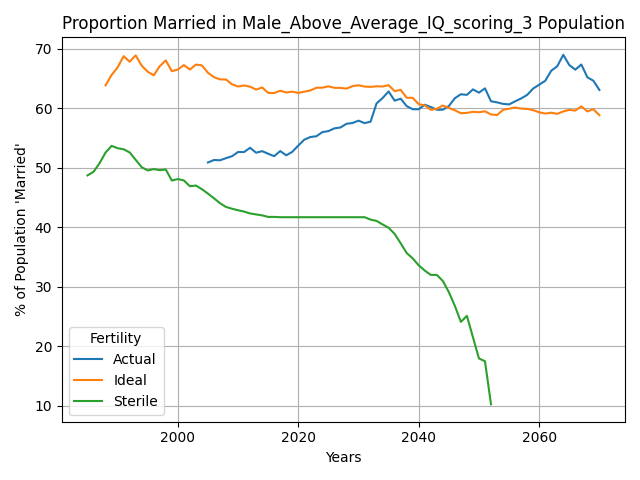 Proportion Married in Male_Above_Average_IQ_scoring_3 Population
% of Population 'Married'
70
60
50
40
30
20
10
Fertility
Actual
Ideal
Sterile
2000
2020
2040
2060
Years